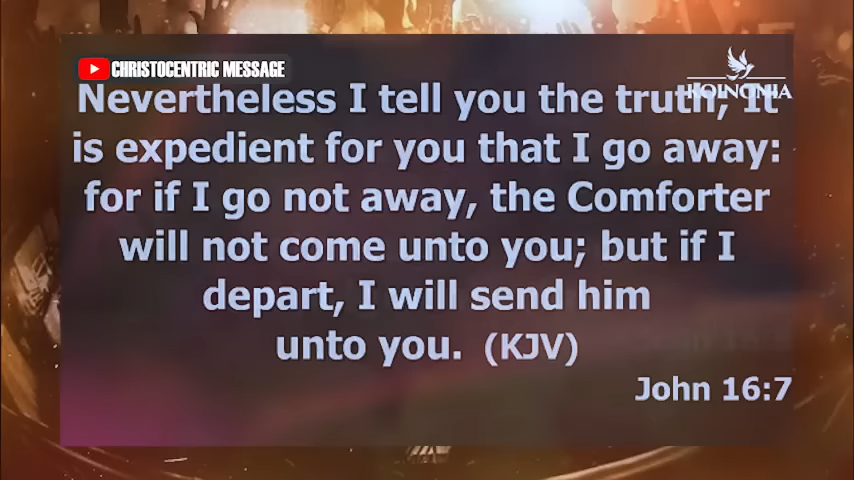 CHRISTOCENTRIC MESSAGE
KOINONIA
Nevertheless I tell you the truth; It
is expedient for you that I go away:
for if I go not away, the Comforter
will not come unto you; but if I
depart, I will send him
unto you. (KJV)
John 16:7